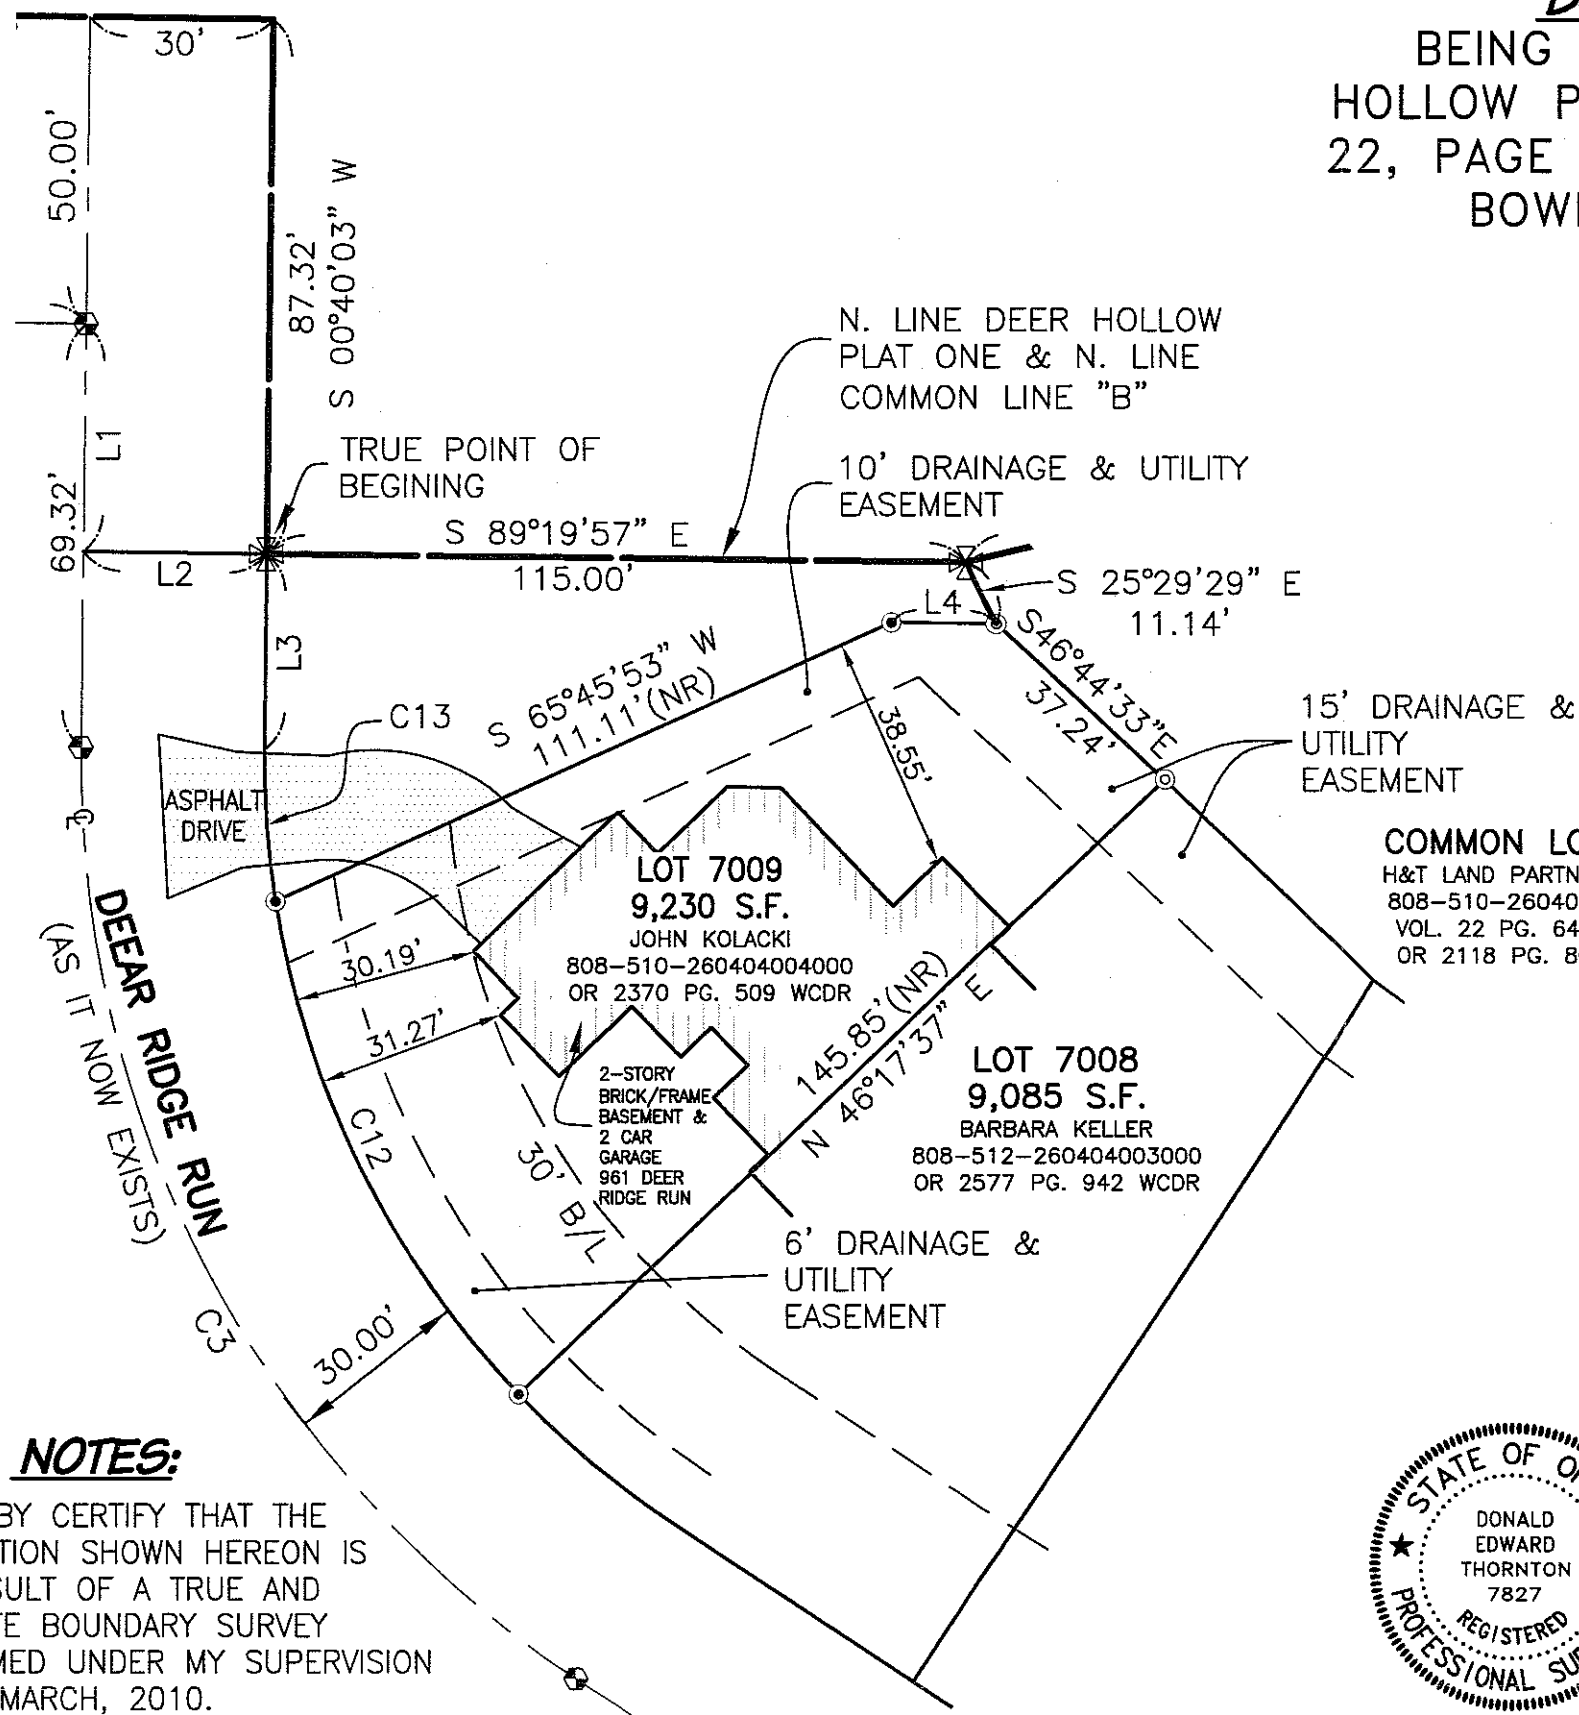 BEING
HOLLOW P
22, PAGE
BOWI
30'
50.00'
87.32'
S 00°40'03" W
L1
69.32'
L2
TRUE POINT OF
BEGINING
N. LINE DEER HOLLOW
PLAT ONE & N. LINE
COMMON LINE "B"
10' DRAINAGE & UTILITY
EASEMENT
S 89°19'57" E
115.00'
S 25°29'29" E
11.14'
L4
L3
S46°44'33"E
37.24'
S 65°45'53" W
111.11'(NR)
38.55'
C13
15' DRAINAGE &
UTILITY
EASEMENT
ASPHALT
DRIVE
COMMON LO
H&T LAND PARTN
808-510-26040
VOL. 22 PG. 64
OR 2118 PG. 8
LOT 7009
9,230 S.F.
JOHN KOLACKI
808-510-260404004000
OR 2370 PG. 509 WCDR
DEEAR RIDGE RUN
(AS IT NOW EXISTS)
30.19'
31.27'
145.85'(NR)
N 46°17'37" E
LOT 7008
9,085 S.F.
BARBARA KELLER
808-512-260404003000
OR 2577 PG. 942 WCDR
2-STORY
BRICK/FRAME
BASEMENT &
2 CAR
GARAGE
961 DEER
RIDGE RUN
C12
30' B/L
6' DRAINAGE &
UTILITY
EASEMENT
C3
30.00'
NOTES:
BY CERTIFY THAT THE
TION SHOWN HEREON IS
SULT OF A TRUE AND
TE BOUNDARY SURVEY
MED UNDER MY SUPERVISION
MARCH, 2010.
STATE OF O
DONALD
EDWARD
THORNTON
7827
REGISTERED
PROFESSIONAL SU